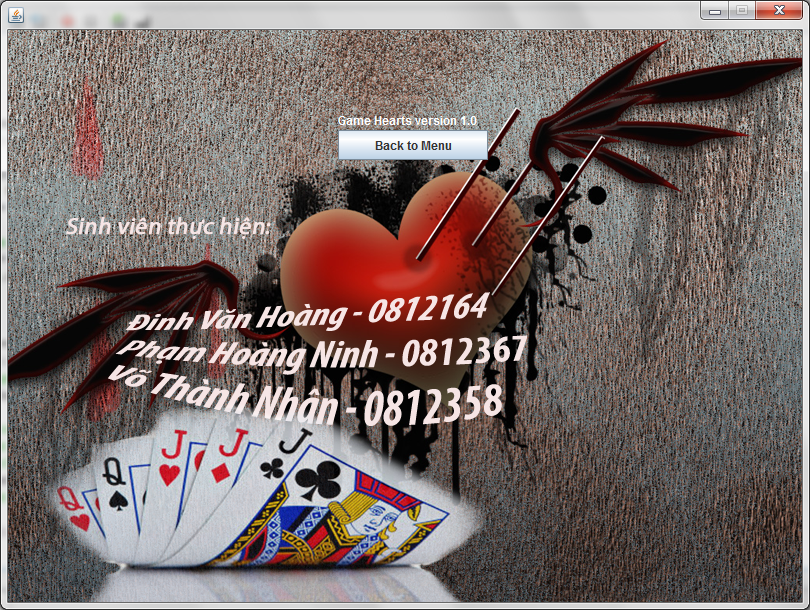 Game Hearts version 1.0
Back to Menu
Sinh viên thực hiện:
Đinh Văn Hoàng - 0812164
Phạm Hoàng Ninh - 0812367
Võ Thành Nhân - 0812358
Q
Q
J
J
J